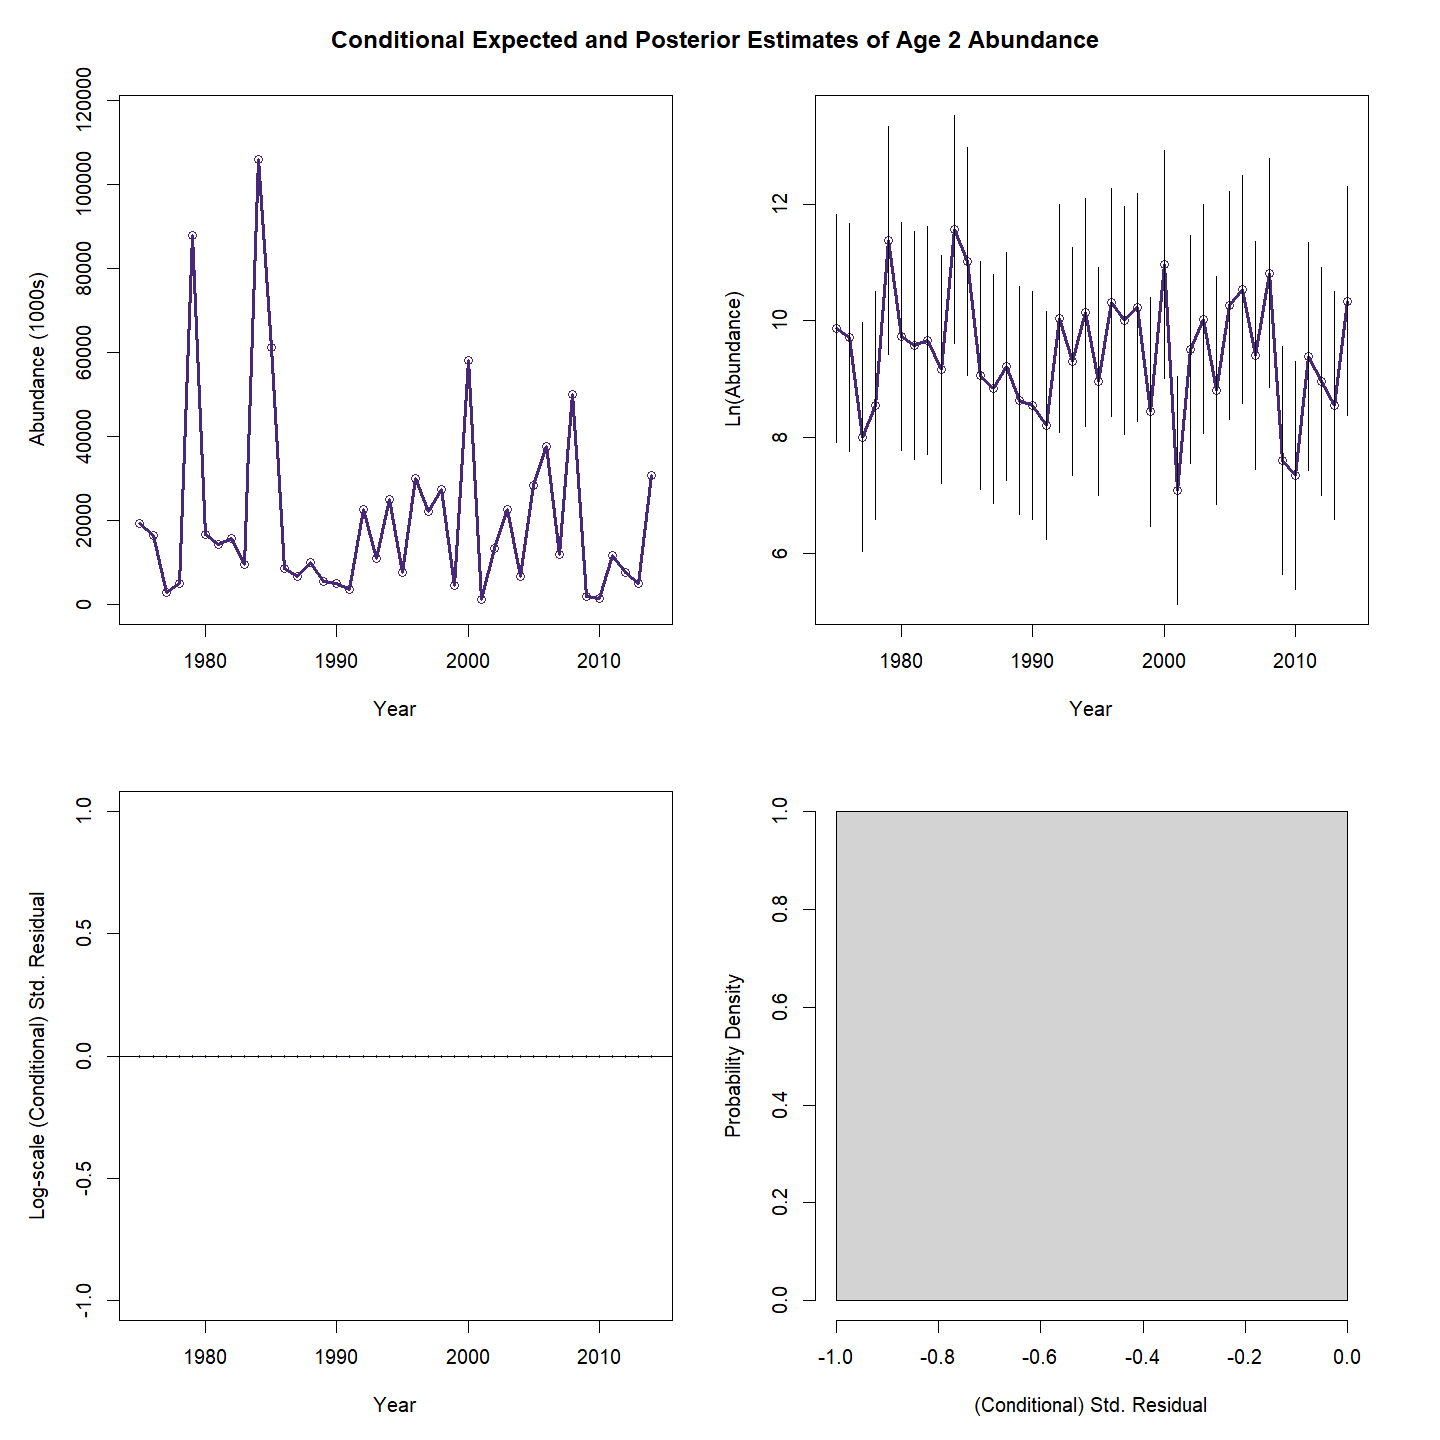 Conditional Expected and Posterior Estimates of Age 2 Abundance
Abundance (1000s)
0 20000 40000 60000 80000 100000 120000
1980 1990 2000 2010
Year
Ln(Abundance)
6 8 10 12
1980 1990 2000 2010
Year
Log-scale (Conditional) Std. Residual
-1.0 -0.5 0.0 0.5 1.0
1980 1990 2000 2010
Year
Probability Density
0.0 0.2 0.4 0.6 0.8 1.0
-1.0 -0.8 -0.6 -0.4 -0.2 0.0
(Conditional) Std. Residual